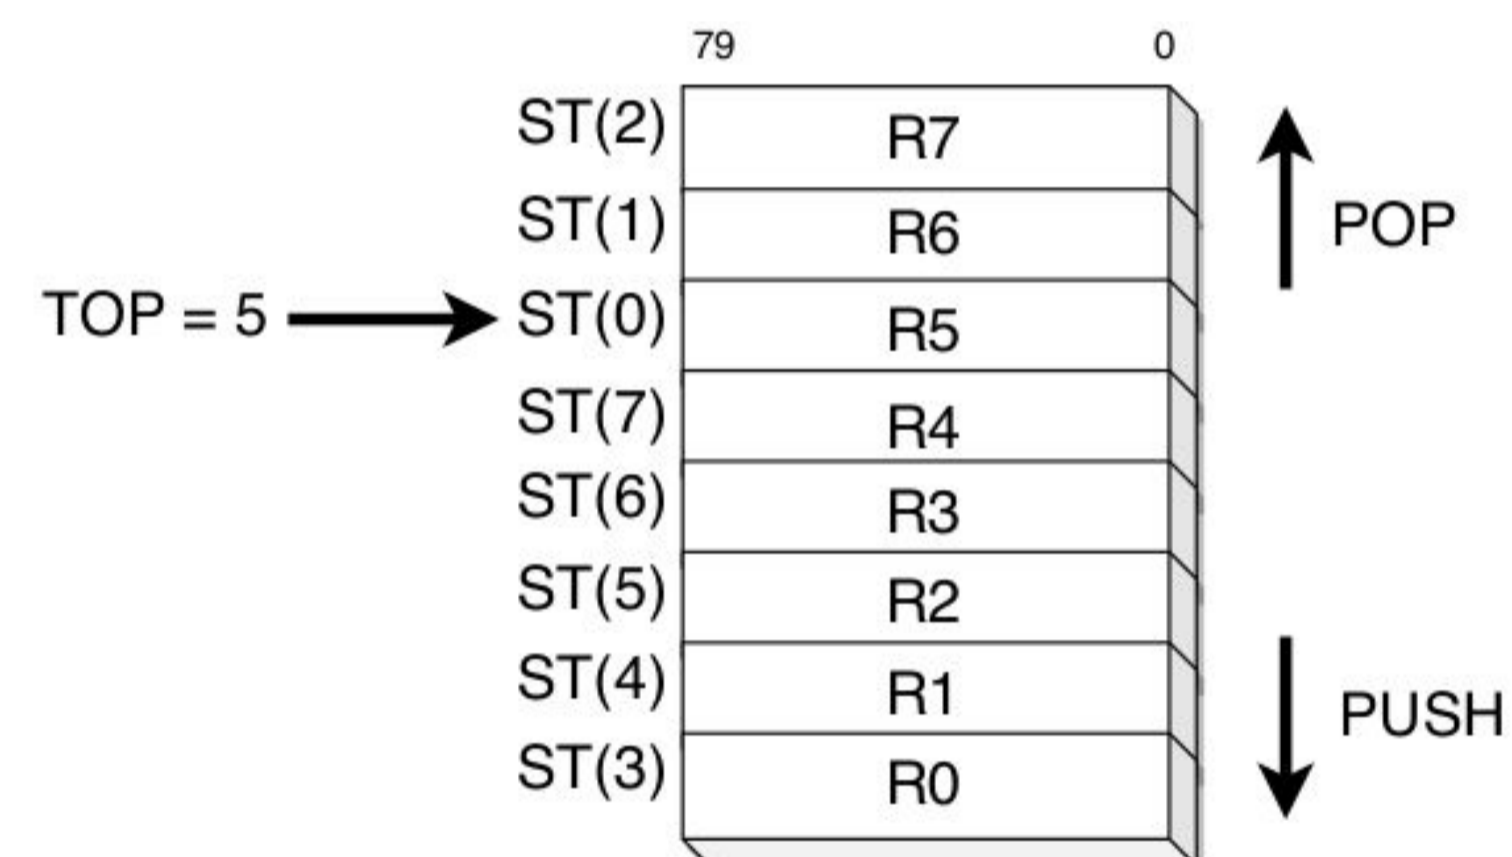 79 0
ST(2) R7
ST(1) R6 POP
TOP = 5 ST(0) R5
ST(7) R4
ST(6) R3
ST(5) R2
ST(4) R1 PUSH
ST(3) R0